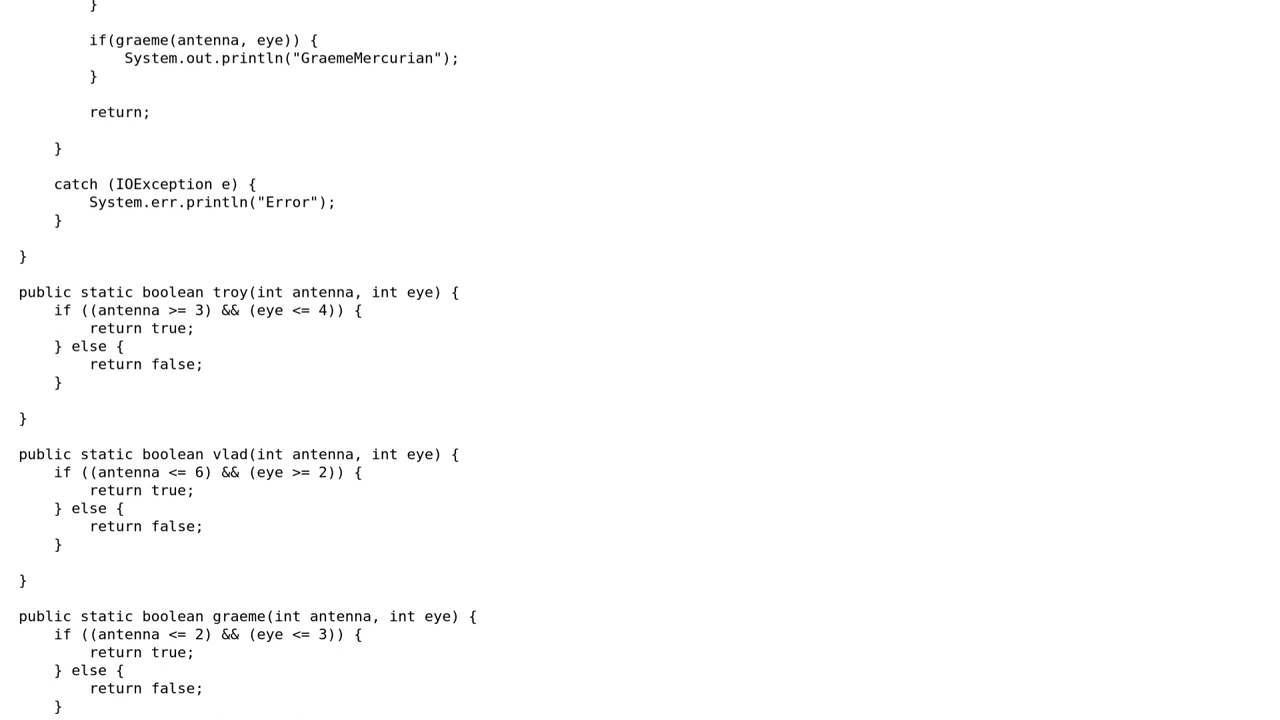 }

        if(graeme(antenna, eye)) {
            System.out.println("GraemeMercurian");
        }

        return;

    }

    catch (IOException e) {
        System.err.println("Error");
    }

}

public static boolean troy(int antenna, int eye) {
    if ((antenna >= 3) && (eye <= 4)) {
        return true;
    } else {
        return false;
    }

}

public static boolean vlad(int antenna, int eye) {
    if ((antenna <= 6) && (eye >= 2)) {
        return true;
    } else {
        return false;
    }

}

public static boolean graeme(int antenna, int eye) {
    if ((antenna <= 2) && (eye <= 3)) {
        return true;
    } else {
        return false;
    }